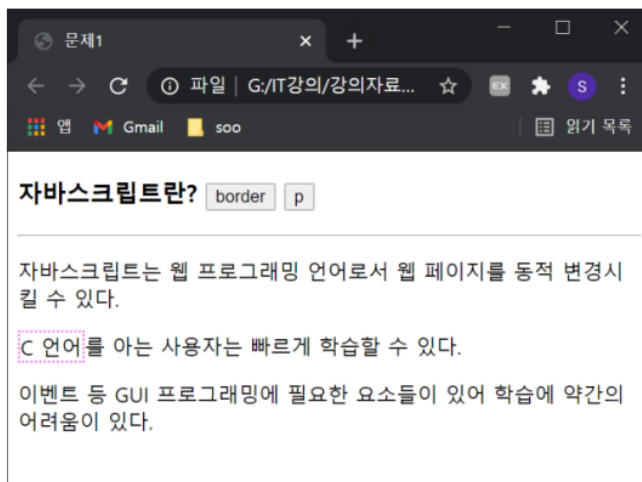 문제1
파일 | G:/IT강의/강의자료...
EX
S
앱 Gmail soo 읽기 목록
자바스크립트란? border p
자바스크립트는 웹 프로그래밍 언어로서 웹 페이지를 동적 변경시
킬 수 있다.
C 언어를 아는 사용자는 빠르게 학습할 수 있다.
이벤트 등 GUI 프로그래밍에 필요한 요소들이 있어 학습에 약간의
어려움이 있다.